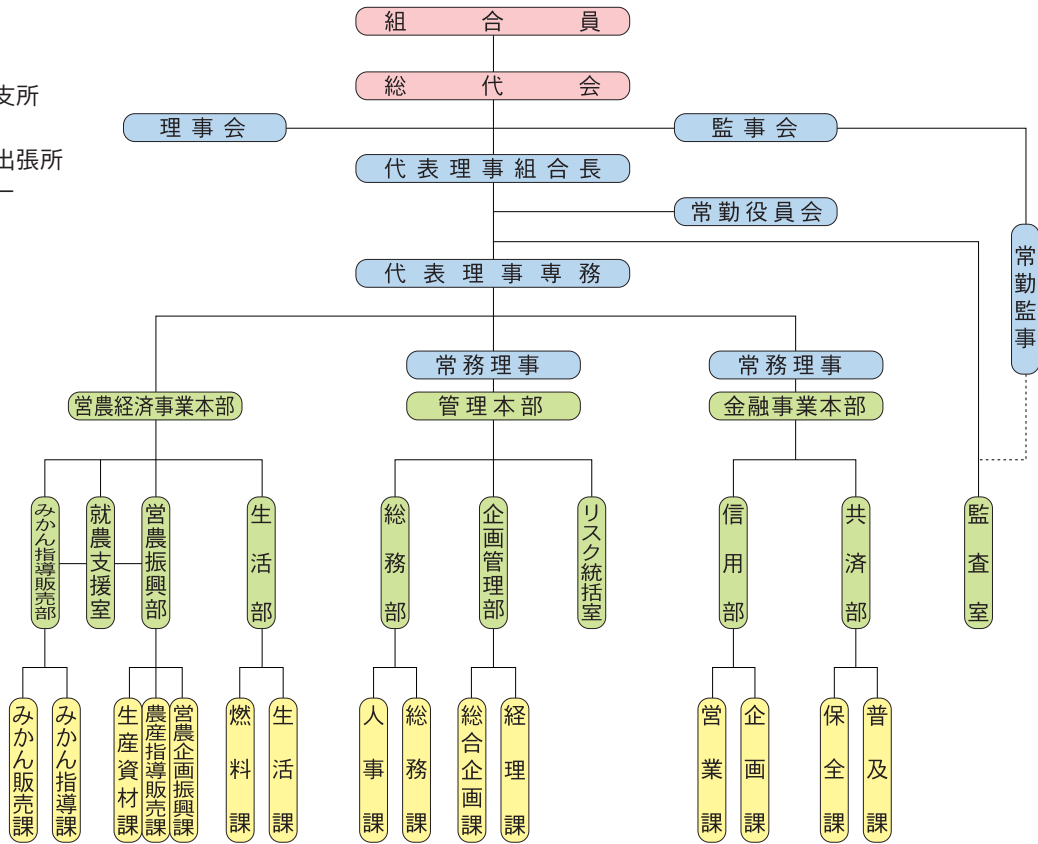 組合員
総代会
支所
理事会
監事会
出張所
ー
代表理事組合長
常勤役員会
常勤監事
代表理事専務
常務理事
常務理事
営農経済事業本部
管理本部
金融事業本部
みかん指導販売部
就農支援室
営農振興部
生活部
総務部
企画管理部
リスク統括室
信用部
共済部
監査室
みかん販売課
みかん指導課
生産資材課
農産指導販売課
営農企画振興課
燃料課
生活課
人事課
総務課
総合企画課
経理課
営業課
企画課
保全課
普及課